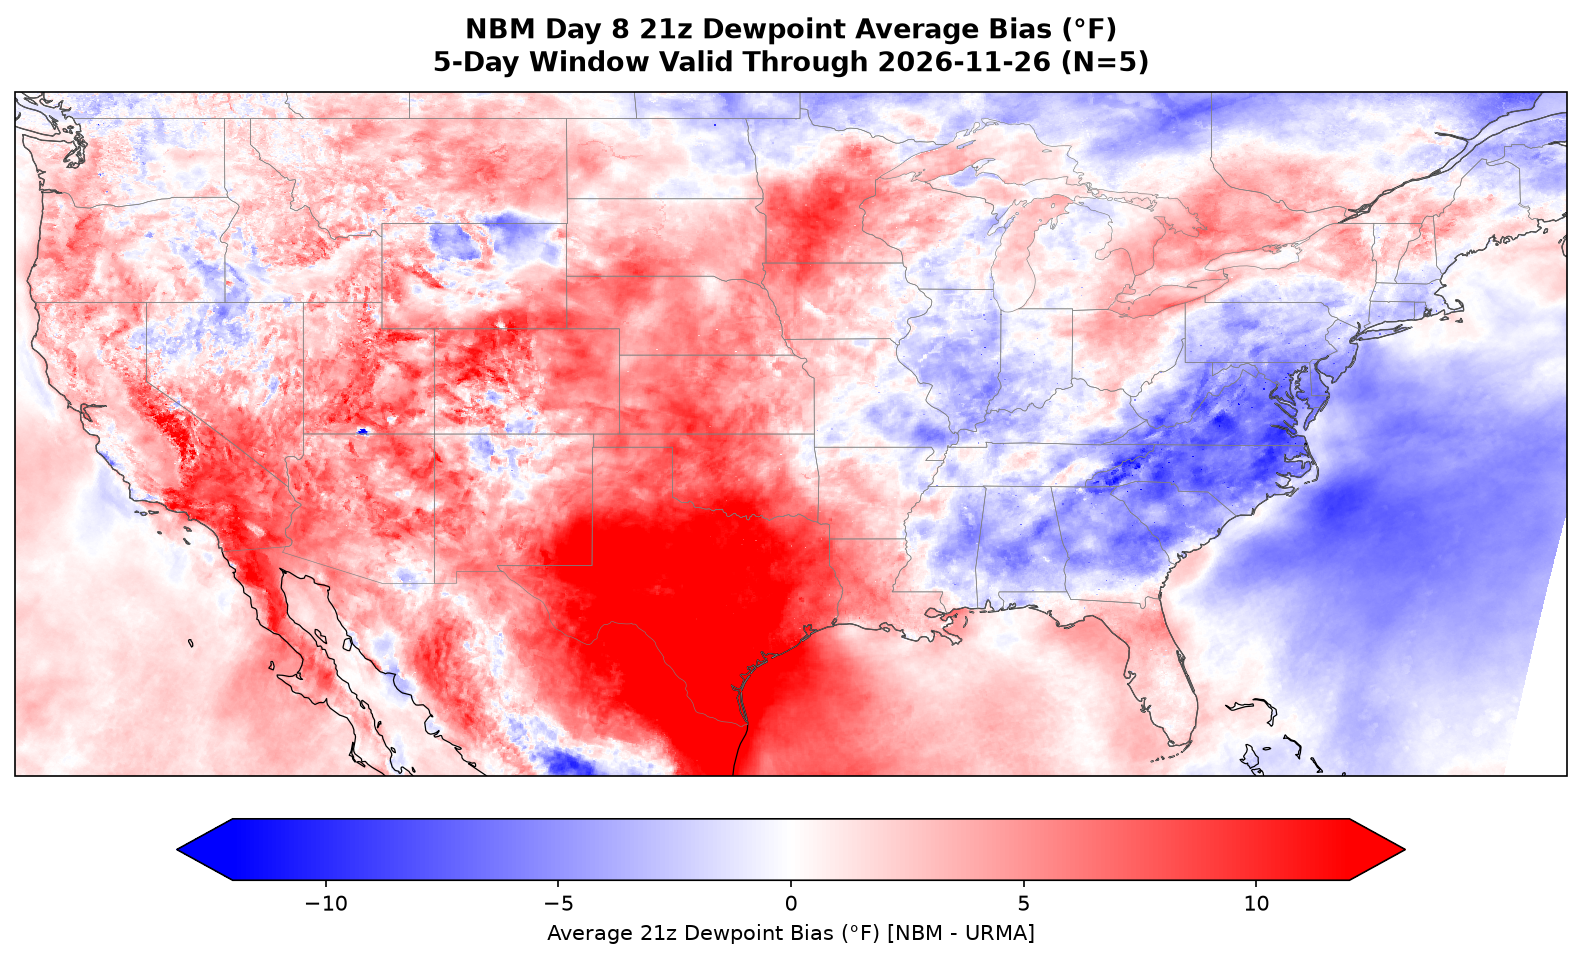 NBM Day 8 21z Dewpoint Average Bias (°F)
5-Day Window Valid Through 2026-11-26 (N=5)
−10 −5 0 5 10
Average 21z Dewpoint Bias (°F) [NBM - URMA]